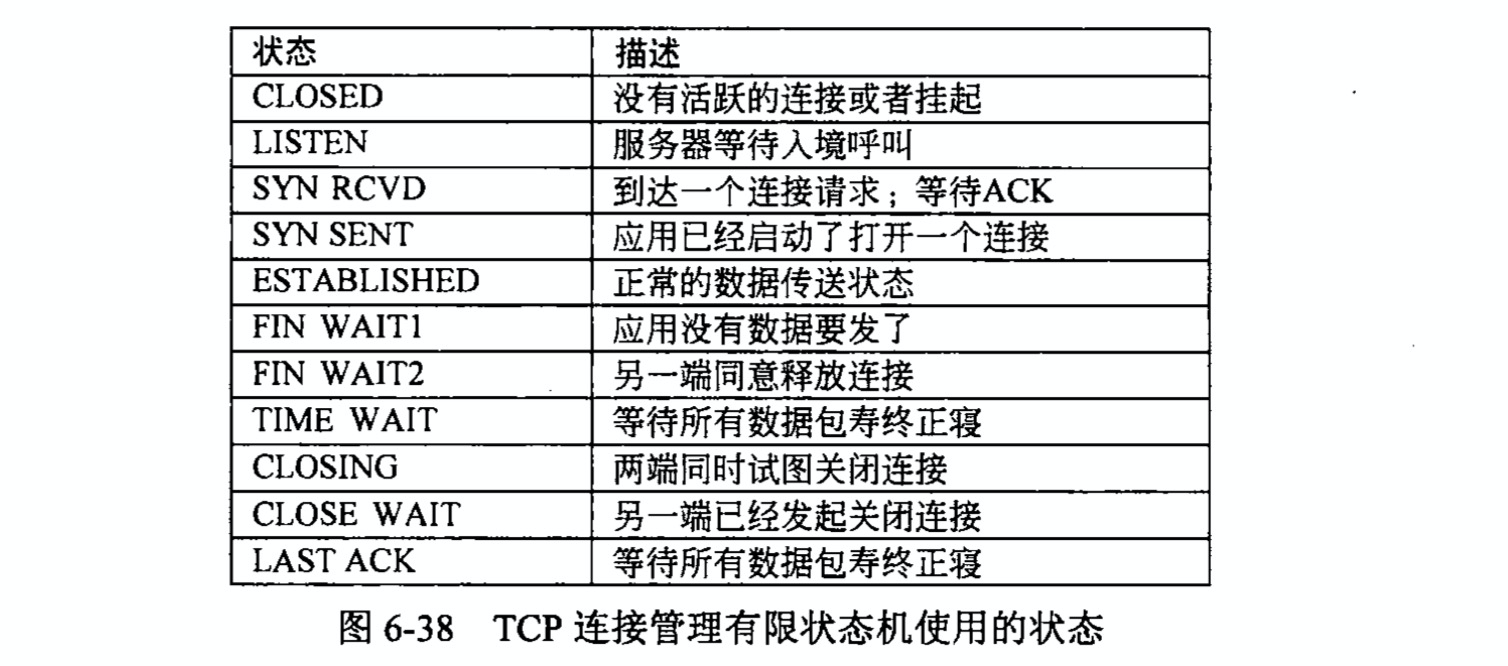 状态 描述
CLOSED 没有活跃的连接或者挂起
LISTEN 服务器等待入境呼叫
SYN RCVD 到达一个连接请求；等待ACK
SYN SENT 应用已经启动了打开一个连接
ESTABLISHED 正常的数据传送状态
FIN WAIT1 应用没有数据要发了
FIN WAIT2 另一端同意释放连接
TIME WAIT 等待所有数据包寿终正寝
CLOSING 两端同时试图关闭连接
CLOSE WAIT 另一端已经发起关闭连接
LAST ACK 等待所有数据包寿终正寝
图 6-38 TCP 连接管理有限状态机使用的状态